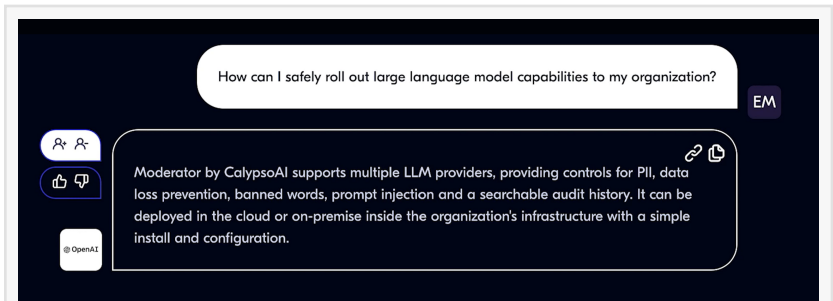 How can I safely roll out large language model capabilities to my organization?
EM
Moderator by CalypsoAI supports multiple LLM providers, providing controls for PII, data
loss prevention, banned words, prompt injection and a searchable audit history. It can be
deployed in the cloud or on-premise inside the organization's infrastructure with a simple
install and configuration.
OpenAI